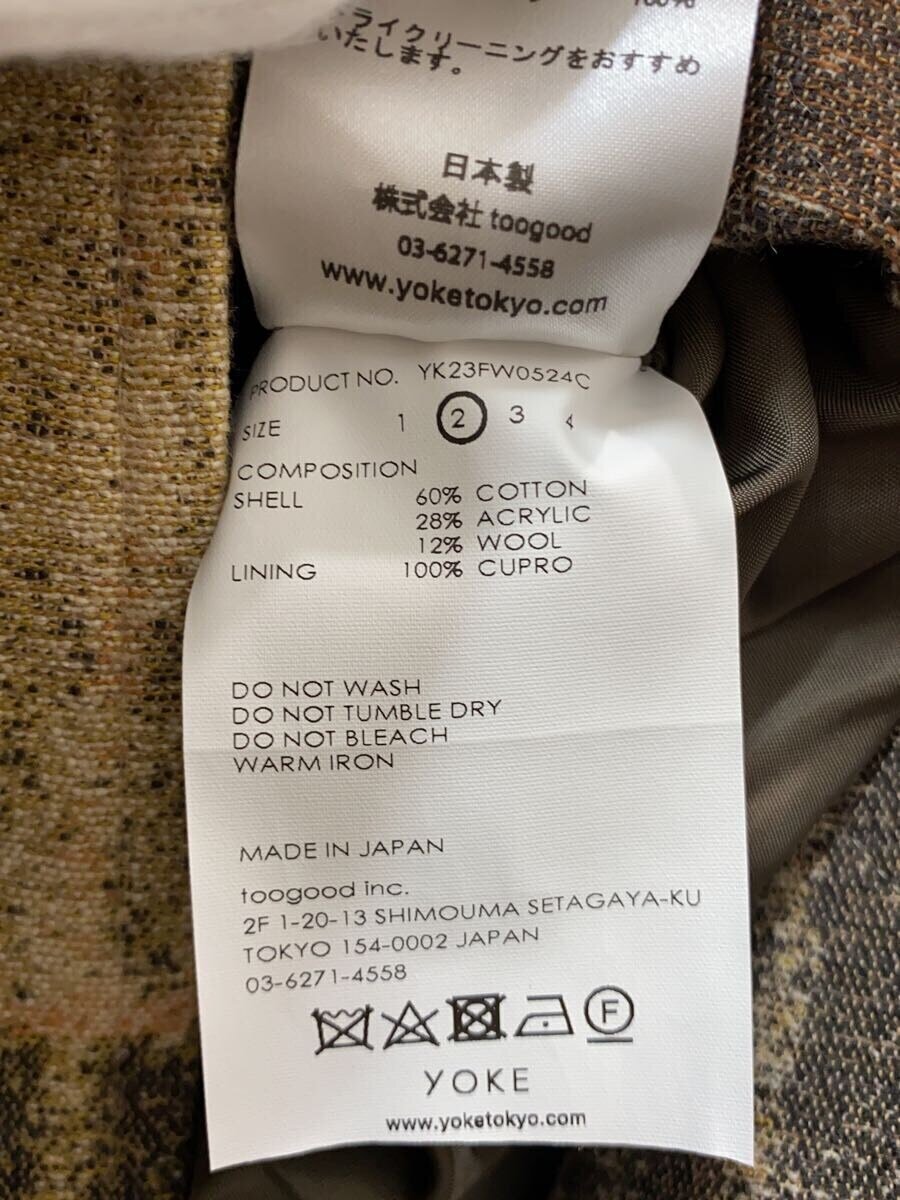 100%
ライクリーニングをおすすめ
いたします。
日本製
株式会社 toogood
03-6271-4558
www.yoketokyo.com
PRODUCT NO. YK23FW0524C
SIZE 1 2 3 4
COMPOSITION
SHELL 60% COTTON
28% ACRYLIC
12% WOOL
LINING 100% CUPRO
DO NOT WASH
DO NOT TUMBLE DRY
DO NOT BLEACH
WARM IRON
MADE IN JAPAN
toogood inc.
2F 1-20-13 SHIMOUMA SETAGAYA-KU
TOKYO 154-0002 JAPAN
03-6271-4558
F
YOKE
www.yoketokyo.com